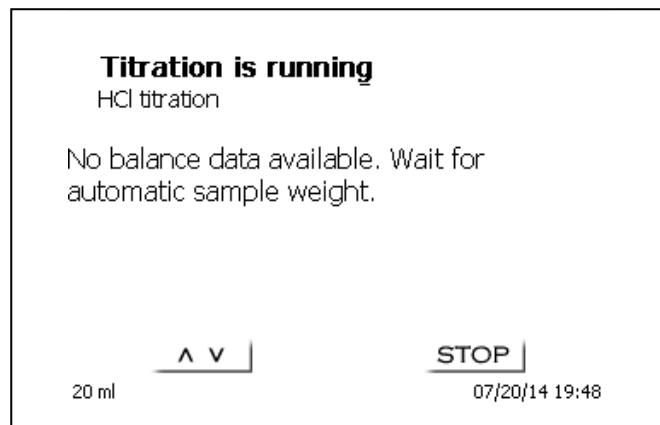 Titration is running
HCl titration
No balance data available. Wait for
automatic sample weight.
∧ ∨ STOP
20 ml 07/20/14 19:48